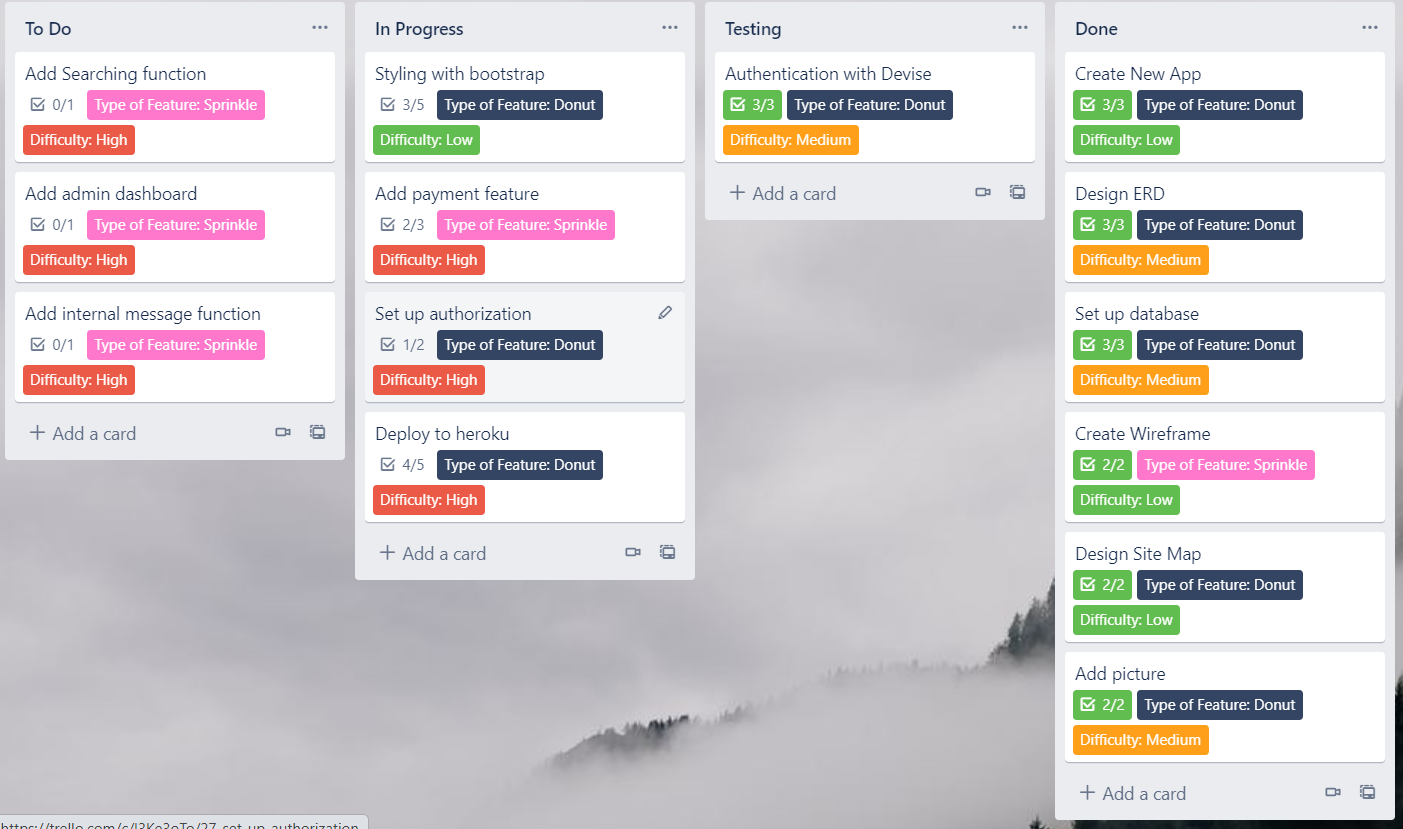 To Do
Add Searching function
0/1 Type of Feature: Sprinkle
Difficulty: High
Add admin dashboard
0/1 Type of Feature: Sprinkle
Difficulty: High
Add internal message function
0/1 Type of Feature: Sprinkle
Difficulty: High
+ Add a card
In Progress
Styling with bootstrap
3/5 Type of Feature: Donut
Difficulty: Low
Add payment feature
2/3 Type of Feature: Sprinkle
Difficulty: High
Set up authorization
1/2 Type of Feature: Donut
Difficulty: High
Deploy to heroku
4/5 Type of Feature: Donut
Difficulty: High
+ Add a card
Testing
Authentication with Devise
3/3 Type of Feature: Donut
Difficulty: Medium
+ Add a card
Done
Create New App
3/3 Type of Feature: Donut
Difficulty: Low
Design ERD
3/3 Type of Feature: Donut
Difficulty: Medium
Set up database
3/3 Type of Feature: Donut
Difficulty: Medium
Create Wireframe
2/2 Type of Feature: Sprinkle
Difficulty: Low
Design Site Map
2/2 Type of Feature: Donut
Difficulty: Low
Add picture
2/2 Type of Feature: Donut
Difficulty: Medium
+ Add a card